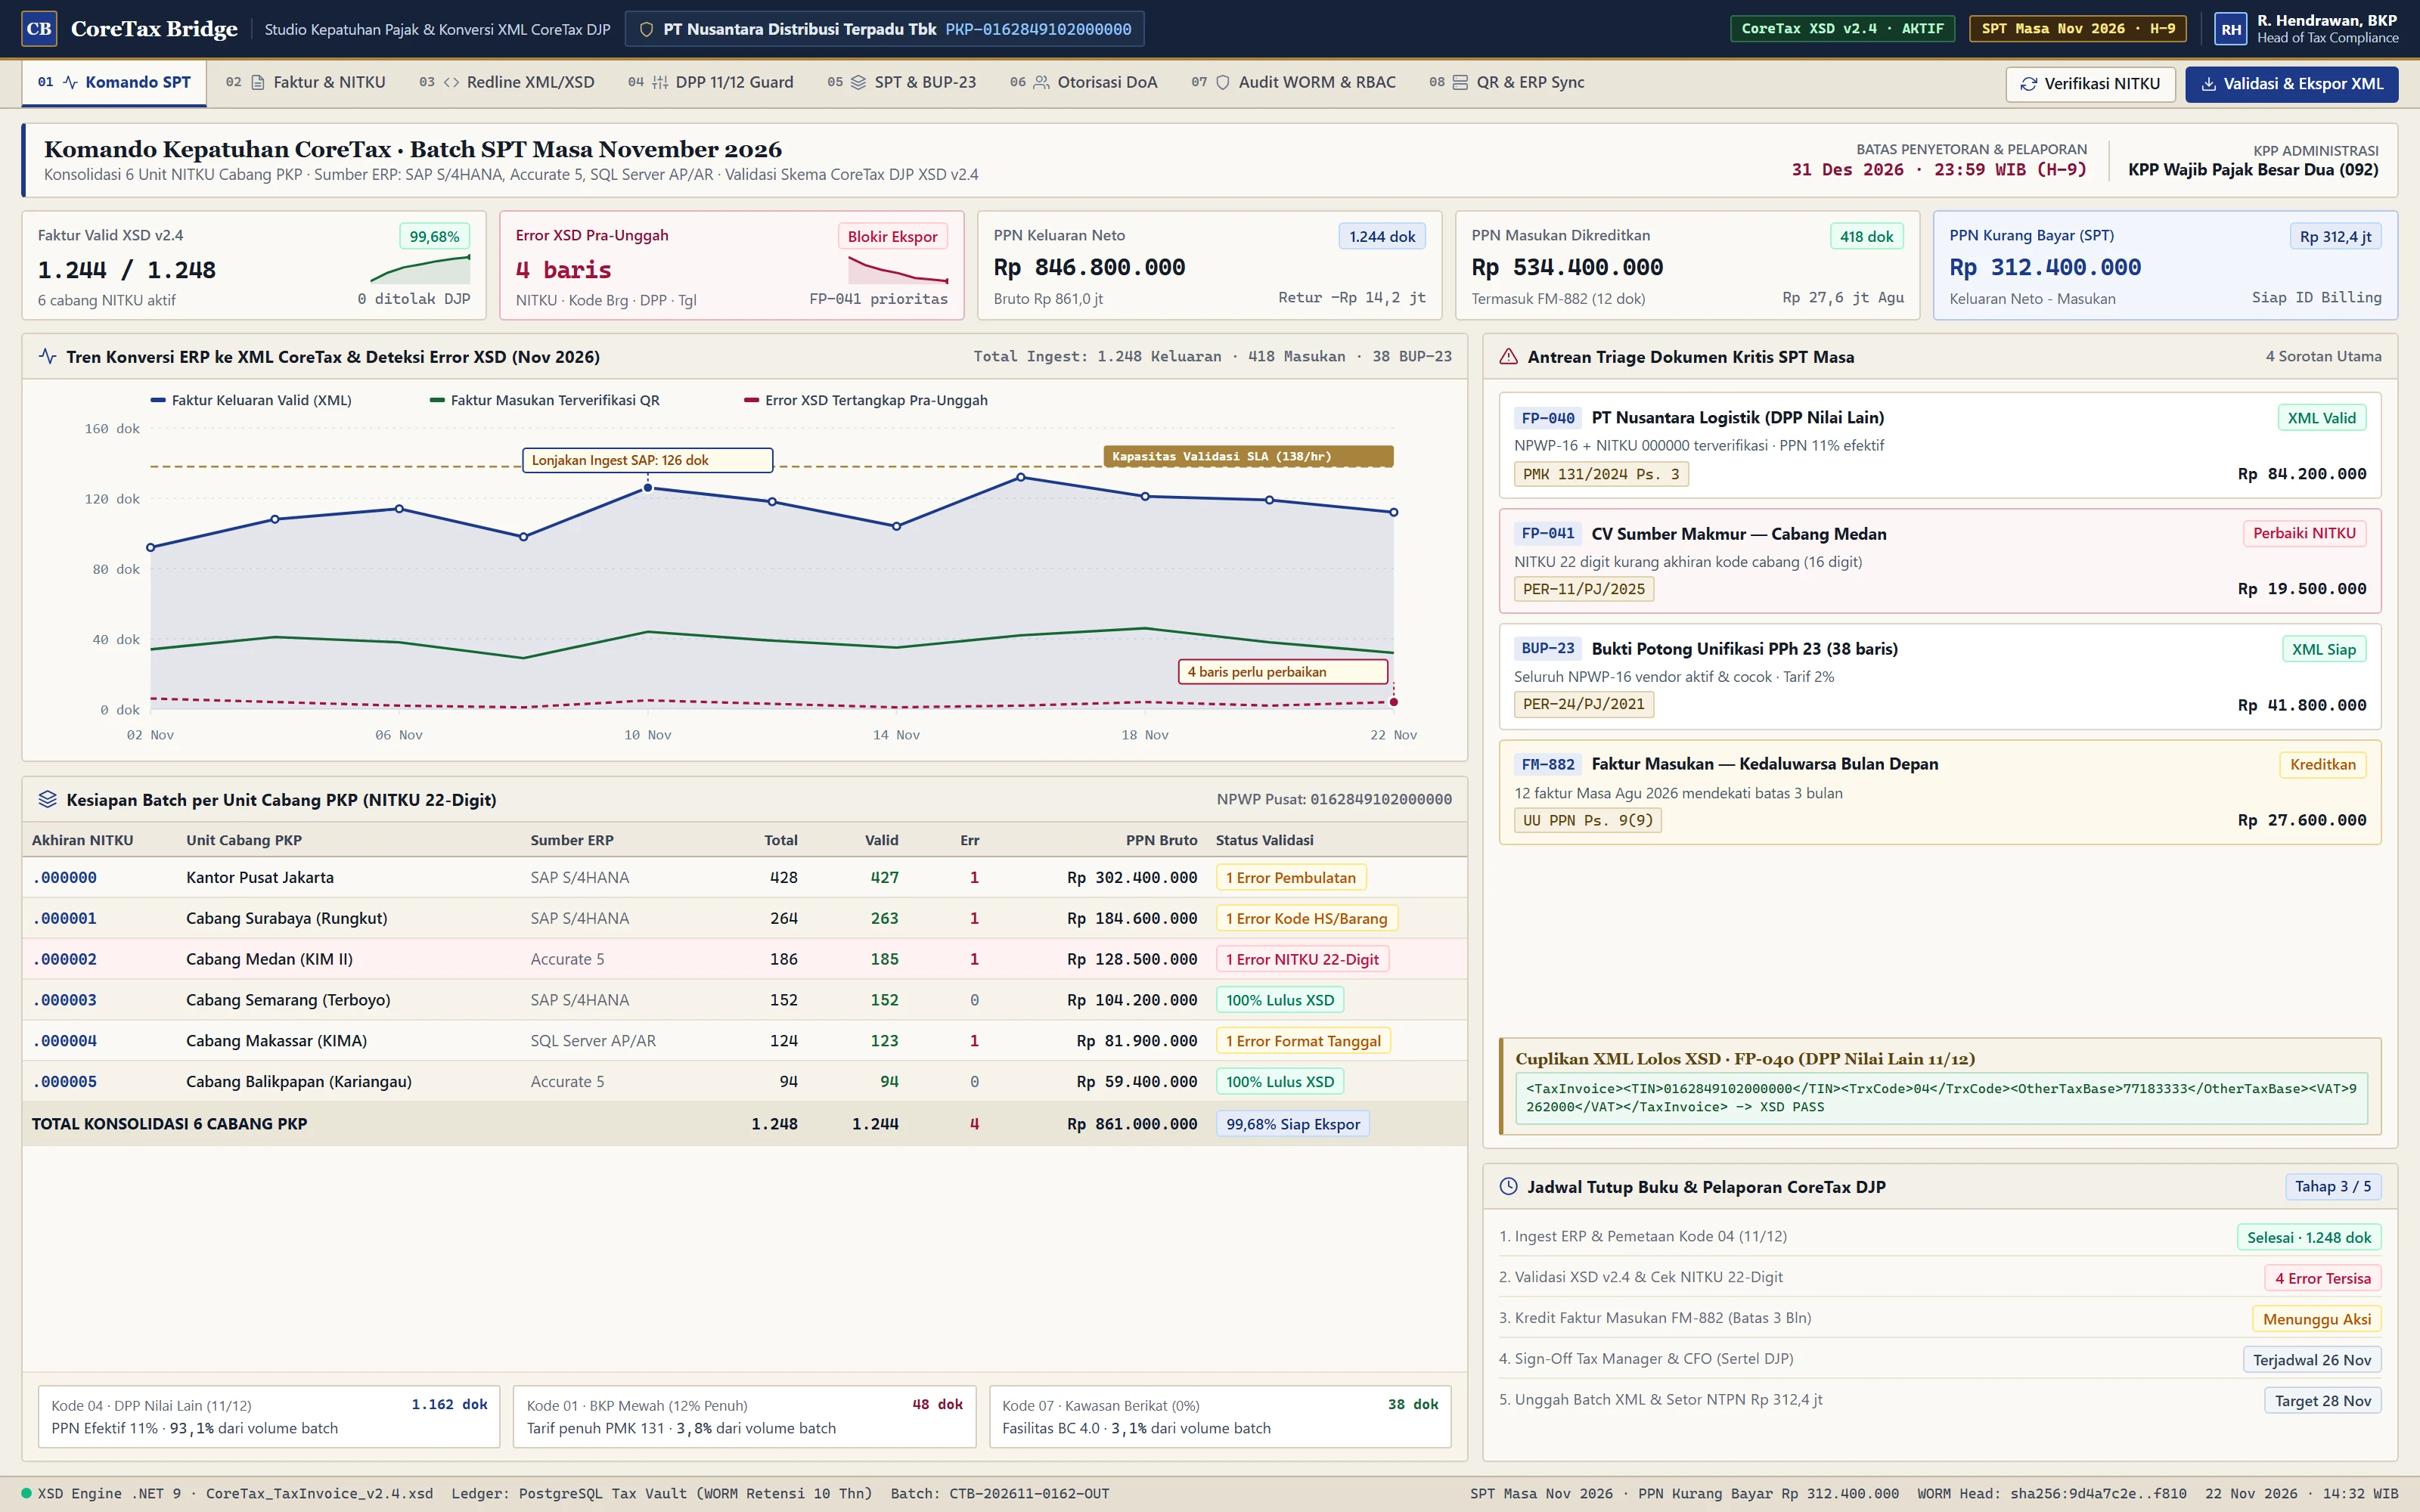 CB CoreTax Bridge Studio Kepatuhan Pajak & Konversi XML CoreTax DJP PT Nusantara Distribusi Terpadu Tbk PKP-0162849102000000 CoreTax XSD v2.4 · AKTIF SPT Masa Nov 2026 · H-9 RH R. Hendrawan, BKP
Head of Tax Compliance
01 Komando SPT 02 Faktur & NITKU 03 Redline XML/XSD 04 DPP 11/12 Guard 05 SPT & BUP-23 06 Otorisasi DoA 07 Audit WORM & RBAC 08 QR & ERP Sync Verifikasi NITKU Validasi & Ekspor XML
Komando Kepatuhan CoreTax · Batch SPT Masa November 2026
Konsolidasi 6 Unit NITKU Cabang PKP · Sumber ERP: SAP S/4HANA, Accurate 5, SQL Server AP/AR · Validasi Skema CoreTax DJP XSD v2.4
BATAS PENYETORAN & PELAPORAN
31 Des 2026 · 23:59 WIB (H-9)
KPP ADMINISTRASI
KPP Wajib Pajak Besar Dua (092)
Faktur Valid XSD v2.4 99,68%
1.244 / 1.248
6 cabang NITKU aktif 0 ditolak DJP
Error XSD Pra-Unggah Blokir Ekspor
4 baris
NITKU · Kode Brg · DPP · Tgl FP-041 prioritas
PPN Keluaran Neto 1.244 dok
Rp 846.800.000
Bruto Rp 861,0 jt Retur -Rp 14,2 jt
PPN Masukan Dikreditkan 418 dok
Rp 534.400.000
Termasuk FM-882 (12 dok) Rp 27,6 jt Agu
PPN Kurang Bayar (SPT) Rp 312,4 jt
Rp 312.400.000
Keluaran Neto - Masukan Siap ID Billing
Tren Konversi ERP ke XML CoreTax & Deteksi Error XSD (Nov 2026) Total Ingest: 1.248 Keluaran · 418 Masukan · 38 BUP-23
Faktur Keluaran Valid (XML) Faktur Masukan Terverifikasi QR Error XSD Tertangkap Pra-Unggah
160 dok
Lonjakan Ingest SAP: 126 dok Kapasitas Validasi SLA (138/hr)
120 dok
80 dok
40 dok
4 baris perlu perbaikan
0 dok
02 Nov 06 Nov 10 Nov 14 Nov 18 Nov 22 Nov
Kesiapan Batch per Unit Cabang PKP (NITKU 22-Digit) NPWP Pusat: 0162849102000000
Akhiran NITKU Unit Cabang PKP Sumber ERP Total Valid Err PPN Bruto Status Validasi
.000000 Kantor Pusat Jakarta SAP S/4HANA 428 427 1 Rp 302.400.000 1 Error Pembulatan
.000001 Cabang Surabaya (Rungkut) SAP S/4HANA 264 263 1 Rp 184.600.000 1 Error Kode HS/Barang
.000002 Cabang Medan (KIM II) Accurate 5 186 185 1 Rp 128.500.000 1 Error NITKU 22-Digit
.000003 Cabang Semarang (Terboyo) SAP S/4HANA 152 152 0 Rp 104.200.000 100% Lulus XSD
.000004 Cabang Makassar (KIMA) SQL Server AP/AR 124 123 1 Rp 81.900.000 1 Error Format Tanggal
.000005 Cabang Balikpapan (Kariangau) Accurate 5 94 94 0 Rp 59.400.000 100% Lulus XSD
TOTAL KONSOLIDASI 6 CABANG PKP 1.248 1.244 4 Rp 861.000.000 99,68% Siap Ekspor
Kode 04 · DPP Nilai Lain (11/12) 1.162 dok
PPN Efektif 11% · 93,1% dari volume batch
Kode 01 · BKP Mewah (12% Penuh) 48 dok
Tarif penuh PMK 131 · 3,8% dari volume batch
Kode 07 · Kawasan Berikat (0%) 38 dok
Fasilitas BC 4.0 · 3,1% dari volume batch
Antrean Triage Dokumen Kritis SPT Masa 4 Sorotan Utama
FP-040 PT Nusantara Logistik (DPP Nilai Lain) XML Valid
NPWP-16 + NITKU 000000 terverifikasi · PPN 11% efektif
PMK 131/2024 Ps. 3 Rp 84.200.000
FP-041 CV Sumber Makmur — Cabang Medan Perbaiki NITKU
NITKU 22 digit kurang akhiran kode cabang (16 digit)
PER-11/PJ/2025 Rp 19.500.000
BUP-23 Bukti Potong Unifikasi PPh 23 (38 baris) XML Siap
Seluruh NPWP-16 vendor aktif & cocok · Tarif 2%
PER-24/PJ/2021 Rp 41.800.000
FM-882 Faktur Masukan — Kedaluwarsa Bulan Depan Kreditkan
12 faktur Masa Agu 2026 mendekati batas 3 bulan
UU PPN Ps. 9(9) Rp 27.600.000
Cuplikan XML Lolos XSD · FP-040 (DPP Nilai Lain 11/12)
<TaxInvoice><TIN>0162849102000000</TIN><TrxCode>04</TrxCode><OtherTaxBase>77183333</OtherTaxBase><VAT>9
262000</VAT></TaxInvoice> -> XSD PASS
Jadwal Tutup Buku & Pelaporan CoreTax DJP Tahap 3 / 5
1. Ingest ERP & Pemetaan Kode 04 (11/12) Selesai · 1.248 dok
2. Validasi XSD v2.4 & Cek NITKU 22-Digit 4 Error Tersisa
3. Kredit Faktur Masukan FM-882 (Batas 3 Bln) Menunggu Aksi
4. Sign-Off Tax Manager & CFO (Sertel DJP) Terjadwal 26 Nov
5. Unggah Batch XML & Setor NTPN Rp 312,4 jt Target 28 Nov
XSD Engine .NET 9 · CoreTax_TaxInvoice_v2.4.xsd Ledger: PostgreSQL Tax Vault (WORM Retensi 10 Thn) Batch: CTB-202611-0162-OUT SPT Masa Nov 2026 · PPN Kurang Bayar Rp 312.400.000 WORM Head: sha256:9d4a7c2e..f810 22 Nov 2026 · 14:32 WIB